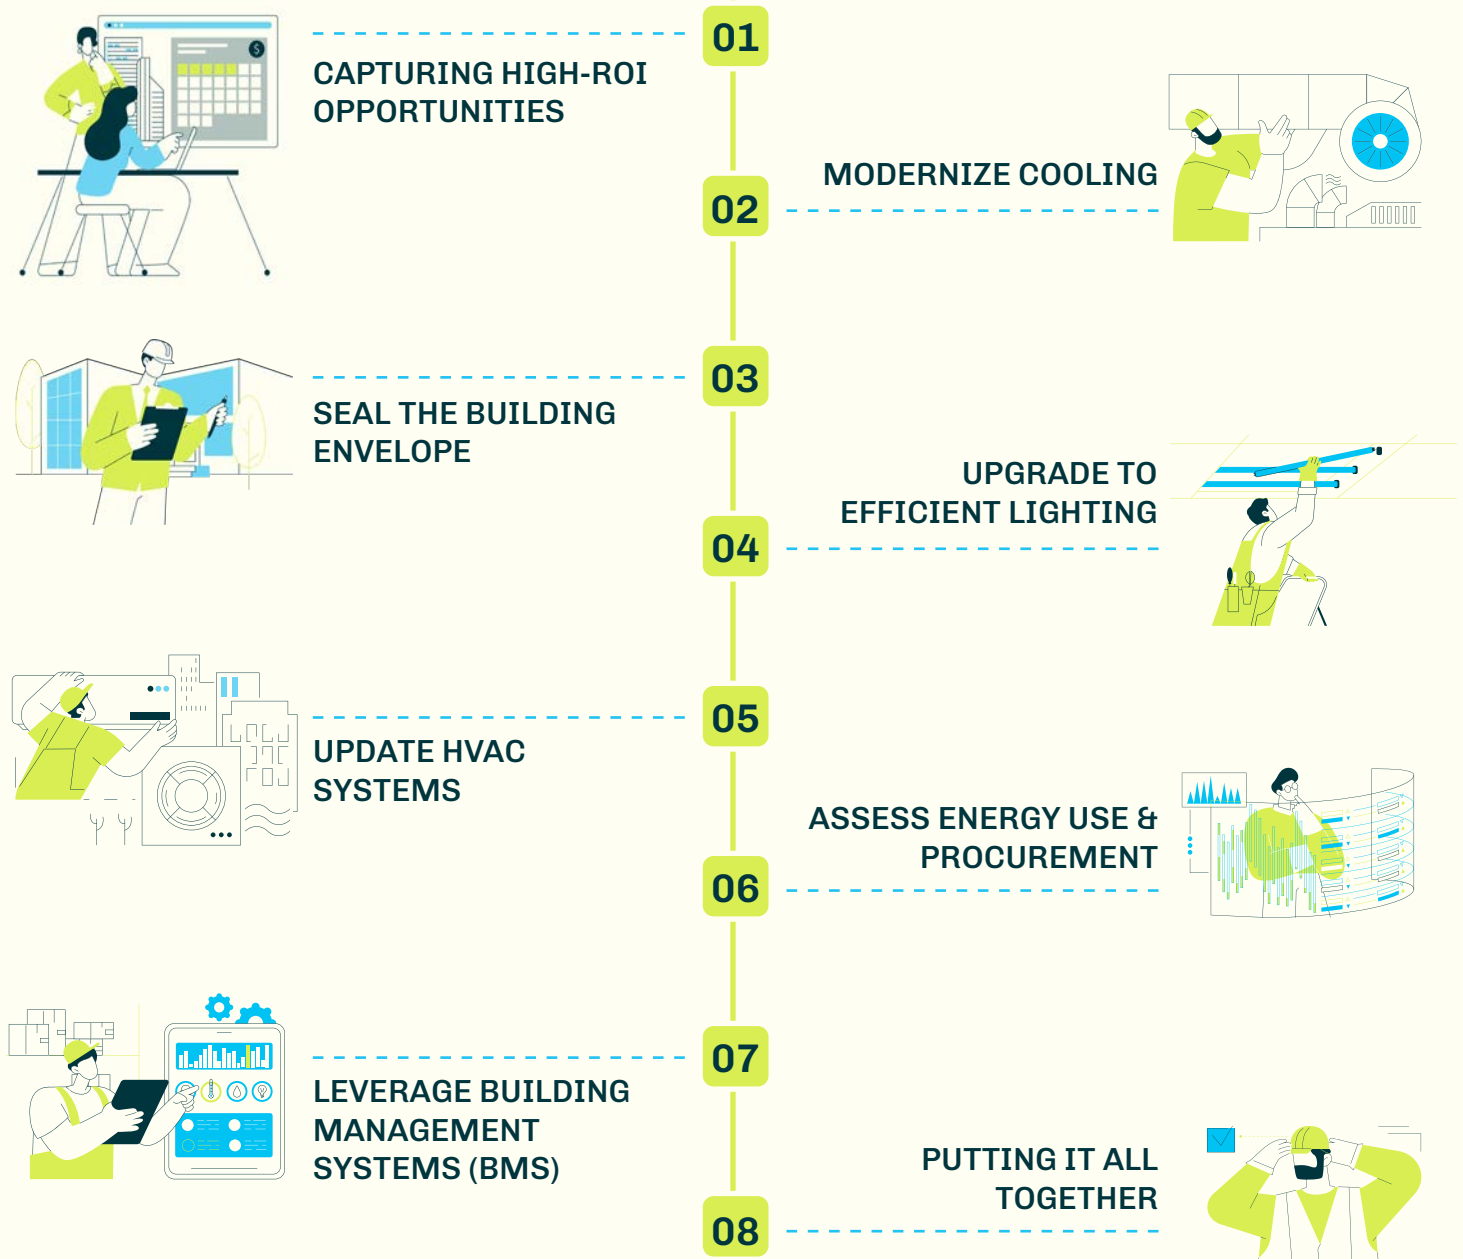 01
CAPTURING HIGH-ROI
OPPORTUNITIES
$
MODERNIZE COOLING
02
03
SEAL THE BUILDING
ENVELOPE
UPGRADE TO
EFFICIENT LIGHTING
04
05
UPDATE HVAC
SYSTEMS
ASSESS ENERGY USE &
PROCUREMENT
06
07
LEVERAGE BUILDING
MANAGEMENT
SYSTEMS (BMS)
PUTTING IT ALL
TOGETHER
08